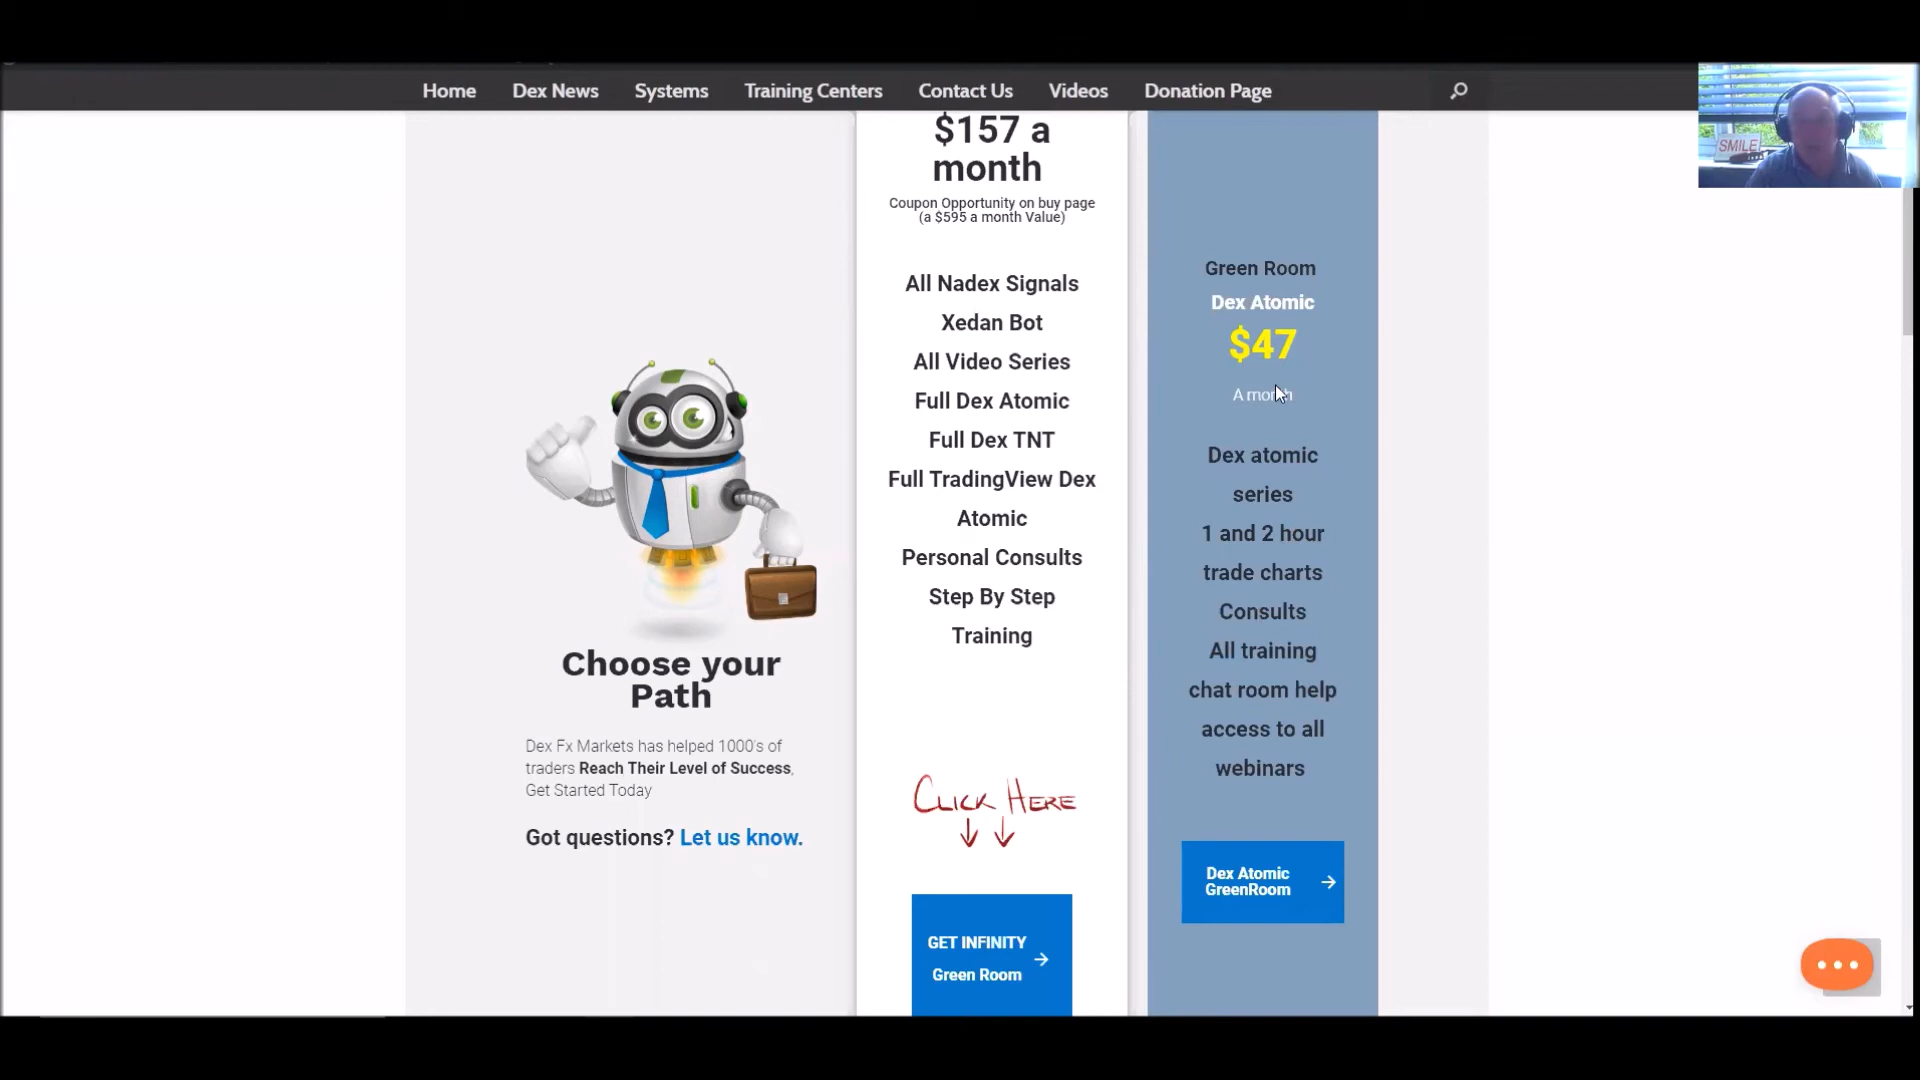 Home Dex News Systems Training Centers Contact Us Videos Donation Page
SMILE
$157 a
month
Coupon Opportunity on buy page
(a $595 a month Value)
All Nadex Signals
Xedan Bot
All Video Series
Full Dex Atomic
Full Dex TNT
Full TradingView Dex
Atomic
Personal Consults
Step By Step
Training
CLICK HERE
GET INFINITY
Green Room
Green Room
Dex Atomic
$47
A month
Dex atomic
series
1 and 2 hour
trade charts
Consults
All training
chat room help
access to all
webinars
Dex Atomic
GreenRoom
Choose your
Path
Dex Fx Markets has helped 1000's of
traders Reach Their Level of Success,
Get Started Today
Got questions? Let us know.